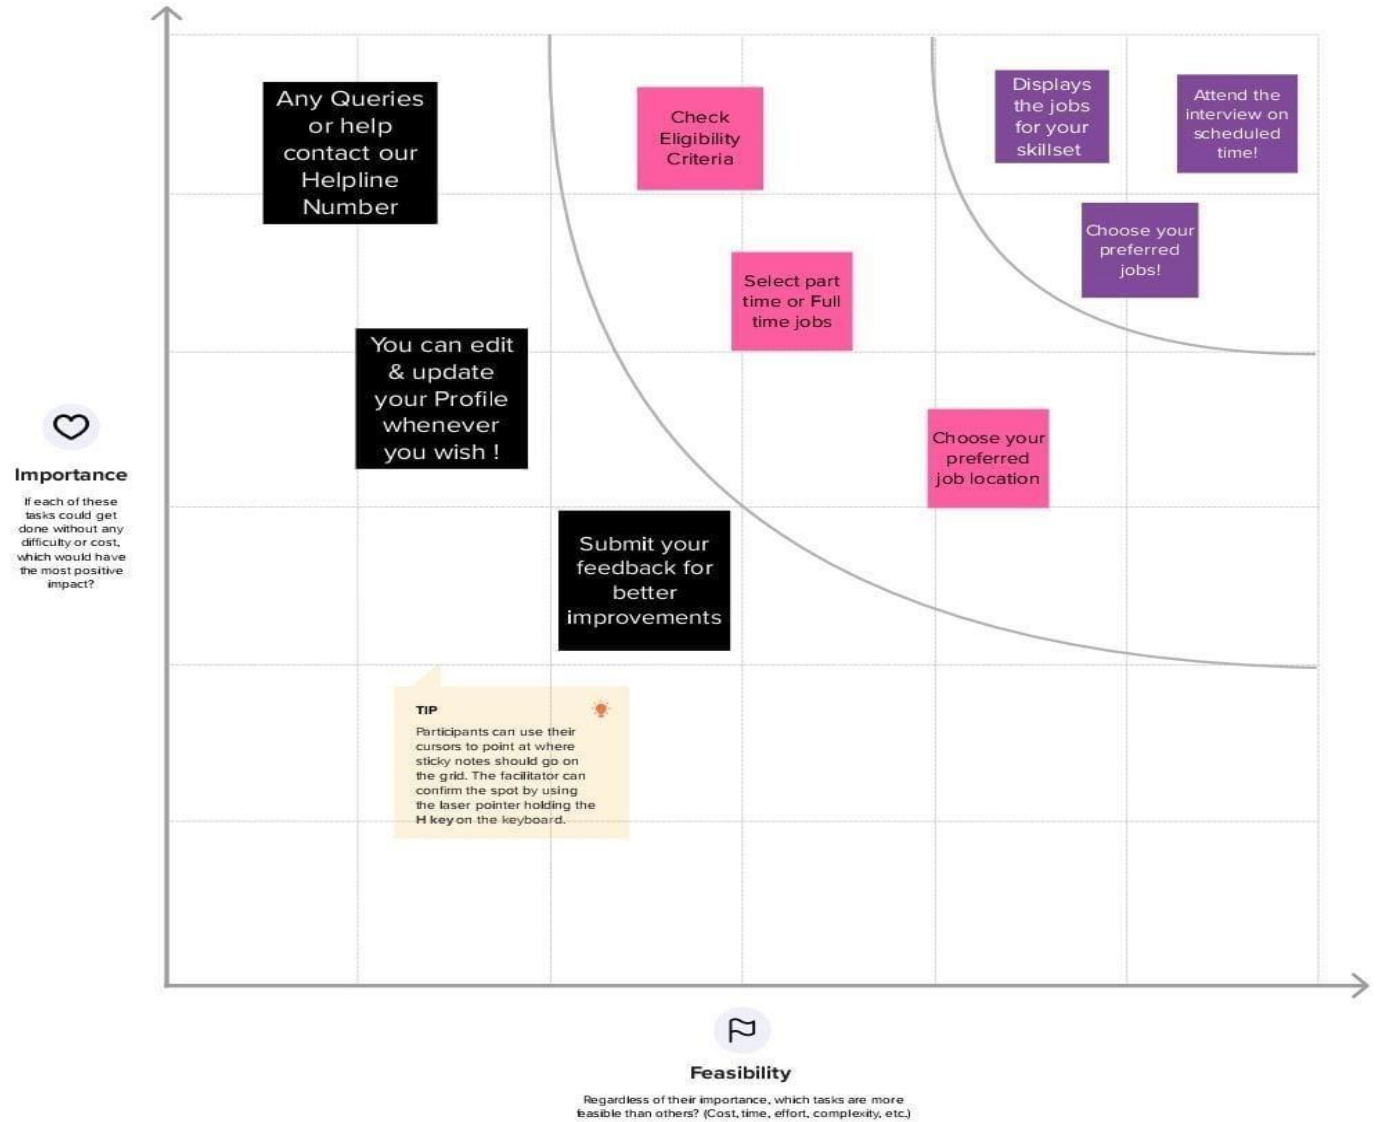 Any Queries
or help
contact our
Helpline
Number
Check
Eligibility
Criteria
Displays
the jobs
for your
skillset
Attend the
interview on
scheduled
time!
Choose your
preferred
jobs!
Select part
time or Full
time jobs
You can edit
& update
your Profile
whenever
you wish !
Choose your
preferred
job location
Importance
If each of these
tasks could get
done without any
difficulty or cost,
which would have
the most positive
impact?
Submit your
feedback for
better
improvements
TIP
Participants can use their
cursors to point at where
sticky notes should go on
the grid. The facilitator can
confirm the spot by using
the laser pointer holding the
H key on the keyboard.
Feasibility
Regardless of their importance, which tasks are more
feasible than others? (Cost, time, effort, complexity, etc.)